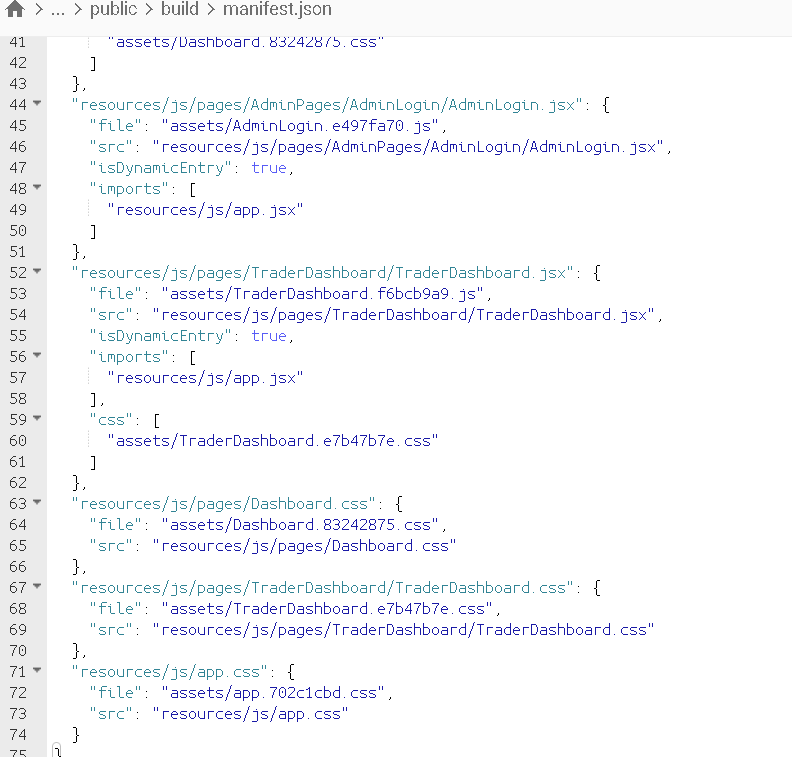 ... public build manifest.json
41 "assets/Dashboard.83242875.css"
42 ]
43 },
44 "resources/js/pages/AdminPages/AdminLogin/AdminLogin.jsx": {
45 "file": "assets/AdminLogin.e497fa70.js",
46 "src": "resources/js/pages/AdminPages/AdminLogin/AdminLogin.jsx",
47 "isDynamicEntry": true,
48 "imports": [
49 "resources/js/app.jsx"
50 ]
51 },
52 "resources/js/pages/TraderDashboard/TraderDashboard.jsx": {
53 "file": "assets/TraderDashboard.f6bcb9a9.js",
54 "src": "resources/js/pages/TraderDashboard/TraderDashboard.jsx",
55 "isDynamicEntry": true,
56 "imports": [
57 "resources/js/app.jsx"
58 ],
59 "css": [
60 "assets/TraderDashboard.e7b47b7e.css"
61 ]
62 },
63 "resources/js/pages/Dashboard.css": {
64 "file": "assets/Dashboard.83242875.css",
65 "src": "resources/js/pages/Dashboard.css"
66 },
67 "resources/js/pages/TraderDashboard/TraderDashboard.css": {
68 "file": "assets/TraderDashboard.e7b47b7e.css",
69 "src": "resources/js/pages/TraderDashboard/TraderDashboard.css"
70 },
71 "resources/js/app.css": {
72 "file": "assets/app.702c1cbd.css",
73 "src": "resources/js/app.css"
74 }
75 }